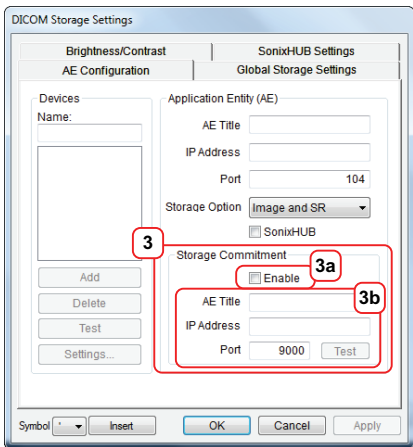 DICOM Storage Settings
Brightness/Contrast
SonixHUB Settings
AE Configuration
Global Storage Settings
Devices
Name:
Add
Delete
Test
Settings...
Application Entity (AE)
AE Title
IP Address
Port 104
Storage Option Image and SR
SonixHUB
3
Storage Commitment
3a
Enable
3b
AE Title
IP Address
Port 9000 Test
Symbol Insert OK Cancel Apply